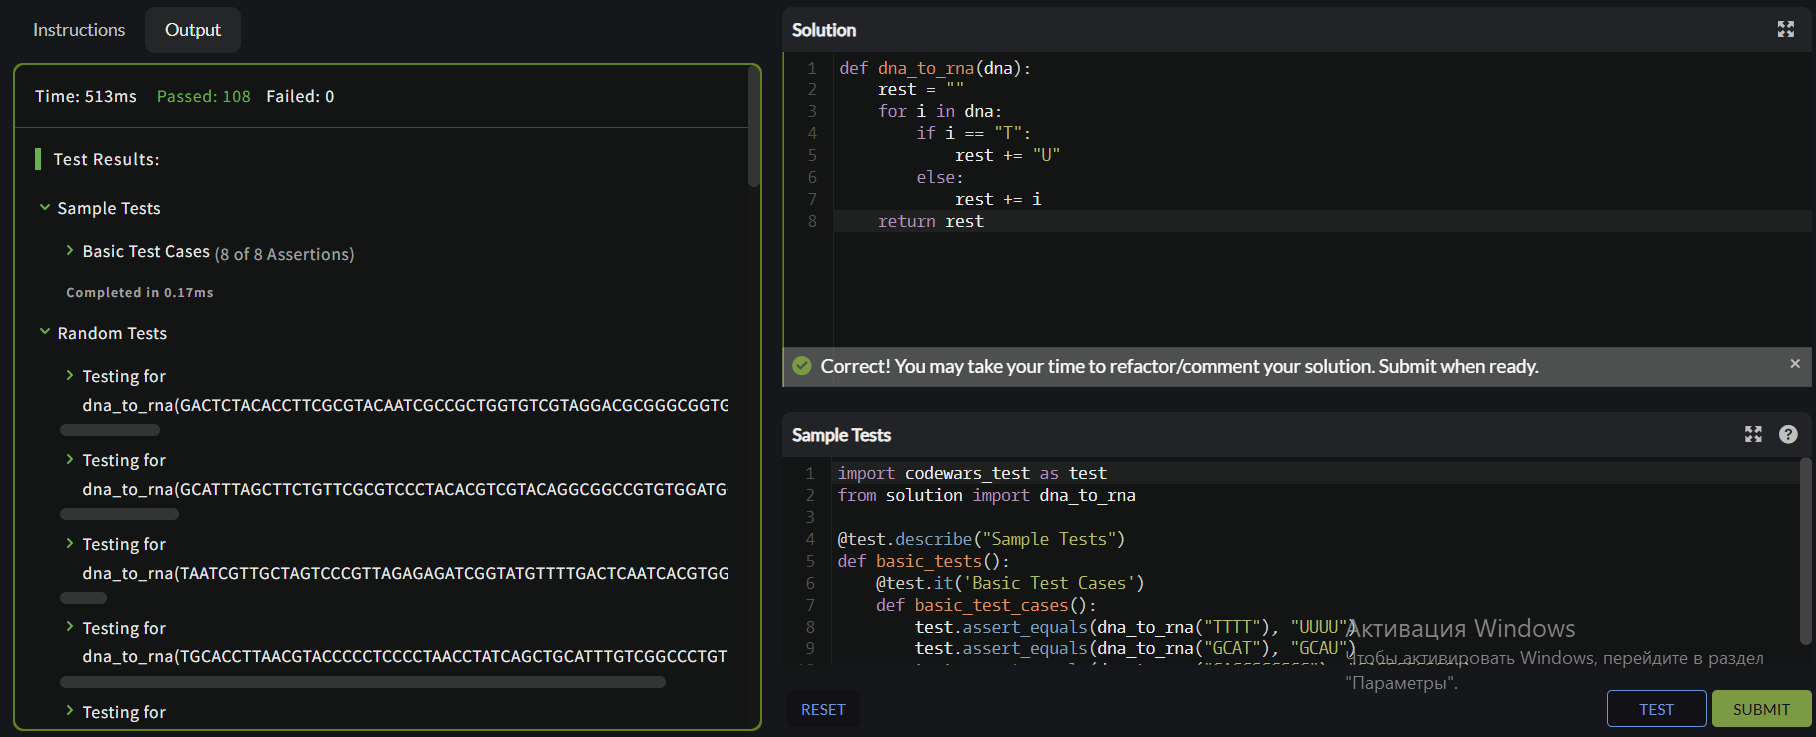 Instructions
Output
Time: 513ms Passed: 108 Failed: 0
Test Results:
Sample Tests
Basic Test Cases (8 of 8 Assertions)
Completed in 0.17ms
Random Tests
Testing for
dna_to_rna(GACTCTACACCTTCGCGTACAATCGCCGCTGGTGTCGTAGGACGCGGGCGGTG
Testing for
dna_to_rna(GCATTTAGCTTCTGTTCGCGTCCCTACACGTCGTACAGGCGGCCGTGTGGATG
Testing for
dna_to_rna(TAATCGTTGCTAGTCCCGTTAGAGAGATCGGTATGTTTTGACTCAATCACGTGG
Testing for
dna_to_rna(TGCACCTTAACGTACCCCCTCCCCTAACCTATCAGCTGCATTTGTCGGCCCTGT
Testing for
Solution
1 def dna_to_rna(dna):
2 rest = ""
3 for i in dna:
4 if i == "T":
5 rest += "U"
6 else:
7 rest += i
8 return rest
Correct! You may take your time to refactor/comment your solution. Submit when ready.
Sample Tests
1 import codewars_test as test
2 from solution import dna_to_rna
3
4 @test.describe("Sample Tests")
5 def basic_tests():
6 @test.it('Basic Test Cases')
7 def basic_test_cases():
8 test.assert_equals(dna_to_rna("TTTT"), "UUUU")
9 test.assert_equals(dna_to_rna("GCAT"), "GCAU")
Активация Windows
Чтобы активировать Windows, перейдите в раздел
"Параметры".
RESET
TEST
SUBMIT